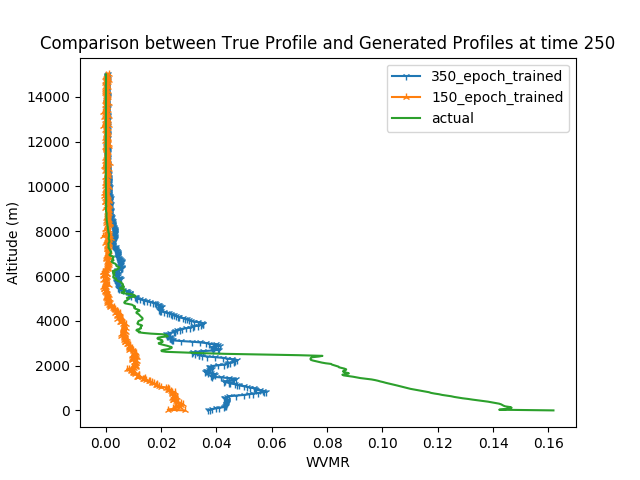 Comparison between True Profile and Generated Profiles at time 250
350_epoch_trained
150_epoch_trained
actual
14000
12000
10000
8000
6000
4000
2000
0
Altitude (m)
0.00 0.02 0.04 0.06 0.08 0.10 0.12 0.14 0.16
WVMR